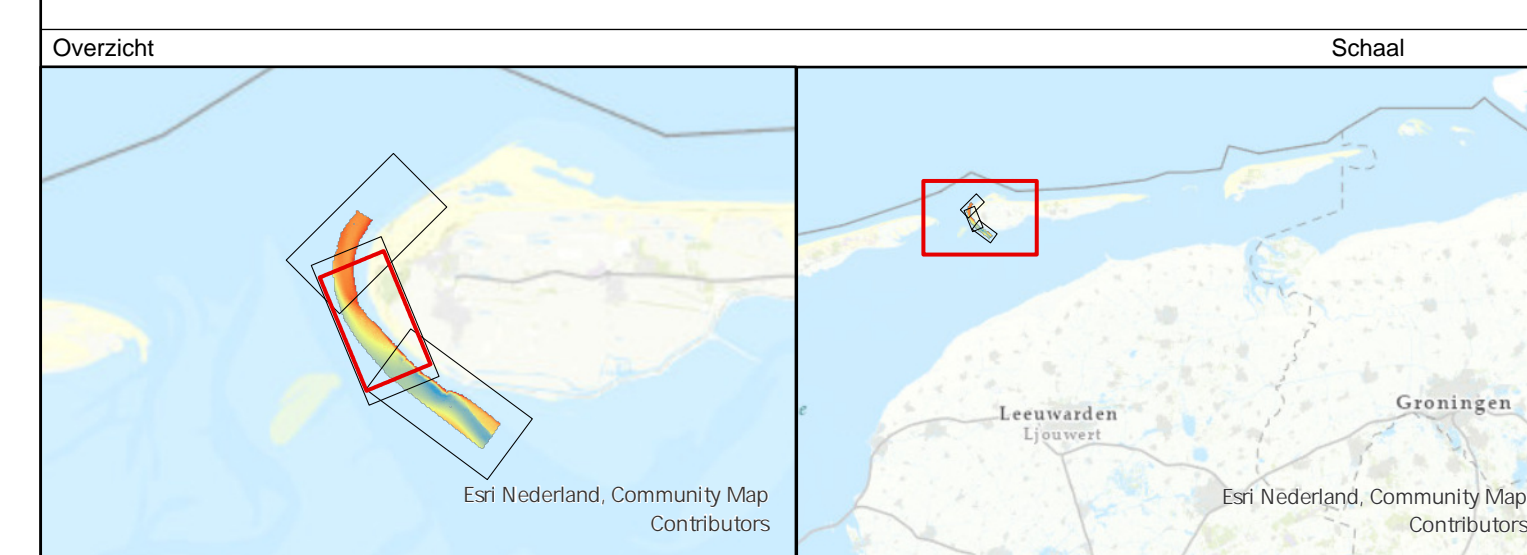 Overzicht
Schaal
Esri Nederland, Community Map
Contributors
Leeuwarden
Ljouwert
Groningen
Esri Nederland, Community Map
Contributors